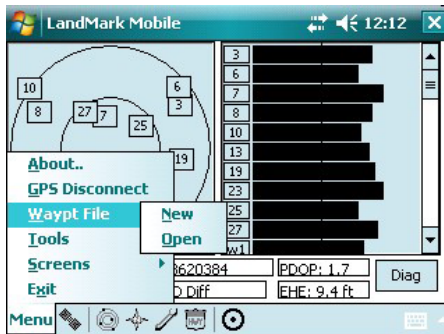 LandMark Mobile 12:12
10
8
27
7
25
6
3
19
3
6
7
8
10
13
19
23
25
27
w1
About..
GPS Disconnect
Waypt File New
Tools Open
Screens
Exit
3620384 PDOP: 1.7 Diag
D Diff EHE: 9.4 ft
Menu